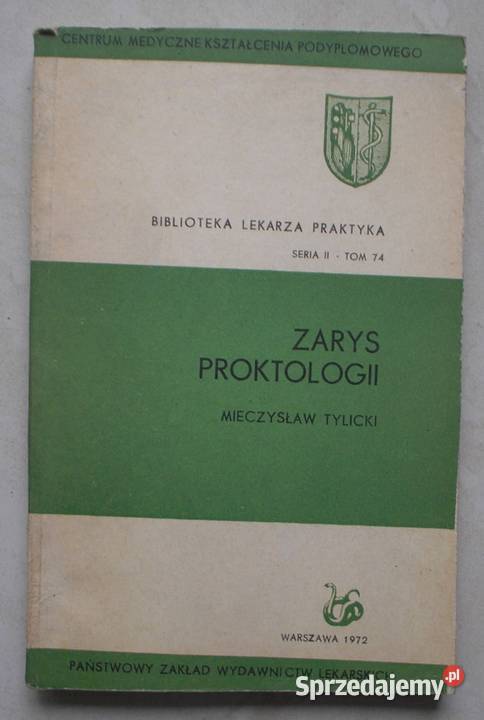 CENTRUM MEDYCZNE KSZTAŁCENIA PODYPLOMOWEGO
BIBLIOTEKA LEKARZA PRAKTYKA
SERIA II - TOM 74
ZARYS
PROKTOLOGII
MIECZYSŁAW TYLICKI
WARSZAWA 1972
PAŃSTWOWY ZAKŁAD WYDAWNICTW LEKARSKICH
Sprzedajemy.pl